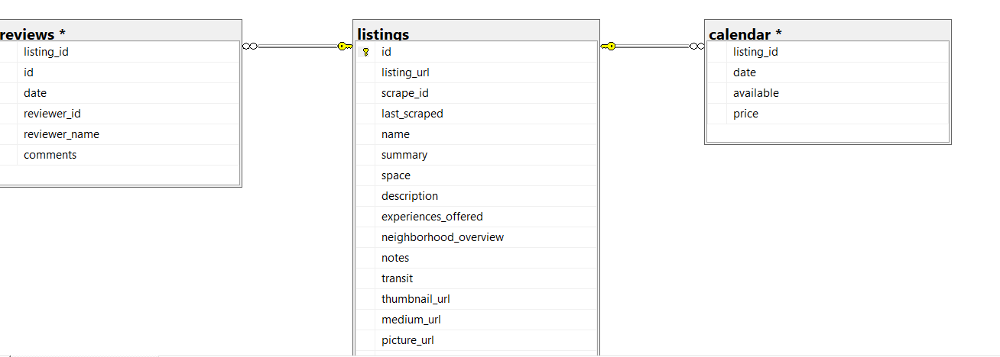 reviews *
listing_id
id
date
reviewer_id
reviewer_name
comments
listings
id
listing_url
scrape_id
last_scraped
name
summary
space
description
experiences_offered
neighborhood_overview
notes
transit
thumbnail_url
medium_url
picture_url
calendar *
listing_id
date
available
price